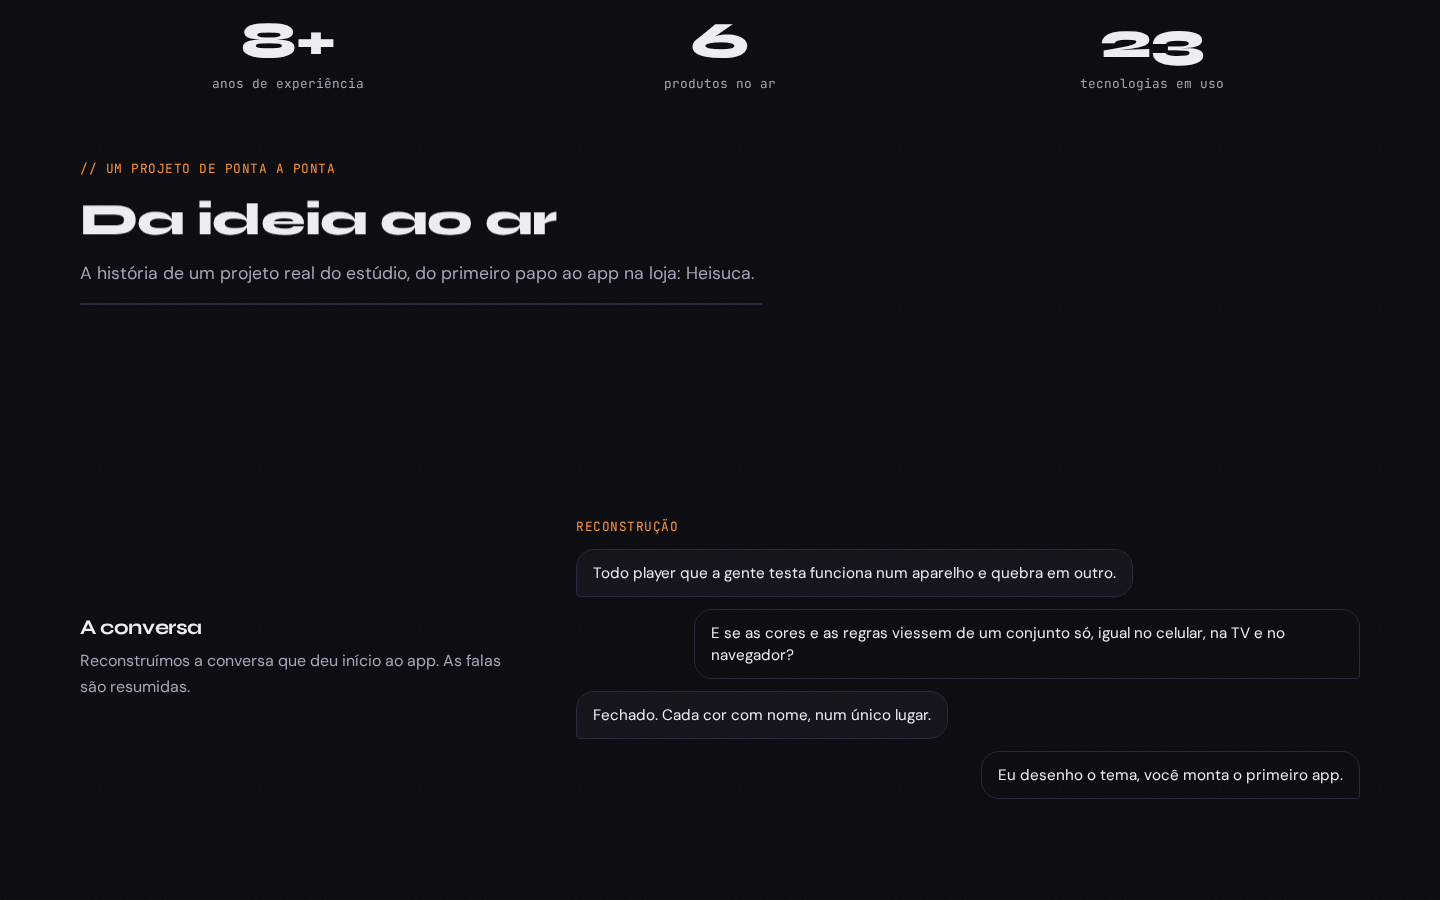 8+
anos de experiência
6
produtos no ar
23
tecnologias em uso
// UM PROJETO DE PONTA A PONTA
Da ideia ao ar
A história de um projeto real do estúdio, do primeiro papo ao app na loja: Heisuca.
A conversa
Reconstruímos a conversa que deu início ao app. As falas
são resumidas.
RECONSTRUÇÃO
Todo player que a gente testa funciona num aparelho e quebra em outro.
E se as cores e as regras viessem de um conjunto só, igual no celular, na TV e no
navegador?
Fechado. Cada cor com nome, num único lugar.
Eu desenho o tema, você monta o primeiro app.